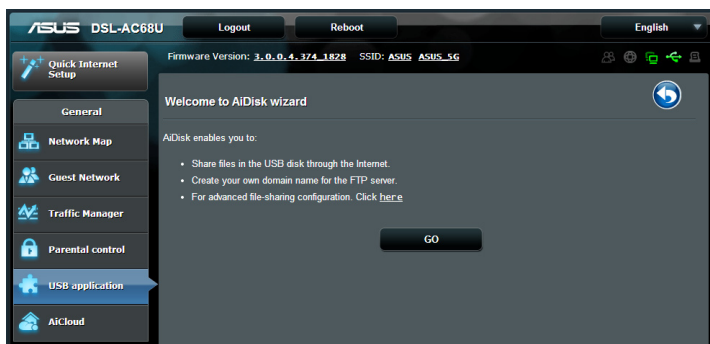 ASUS DSL-AC68U Logout Reboot English
Quick Internet Setup
Firmware Version: 3.0.0.4.374_1828 SSID: ASUS ASUS_5G
General
Network Map
Guest Network
Traffic Manager
Parental control
USB application
AiCloud
Welcome to AiDisk wizard
AiDisk enables you to:
• Share files in the USB disk through the Internet.
• Create your own domain name for the FTP server.
• For advanced file-sharing configuration. Click here
GO